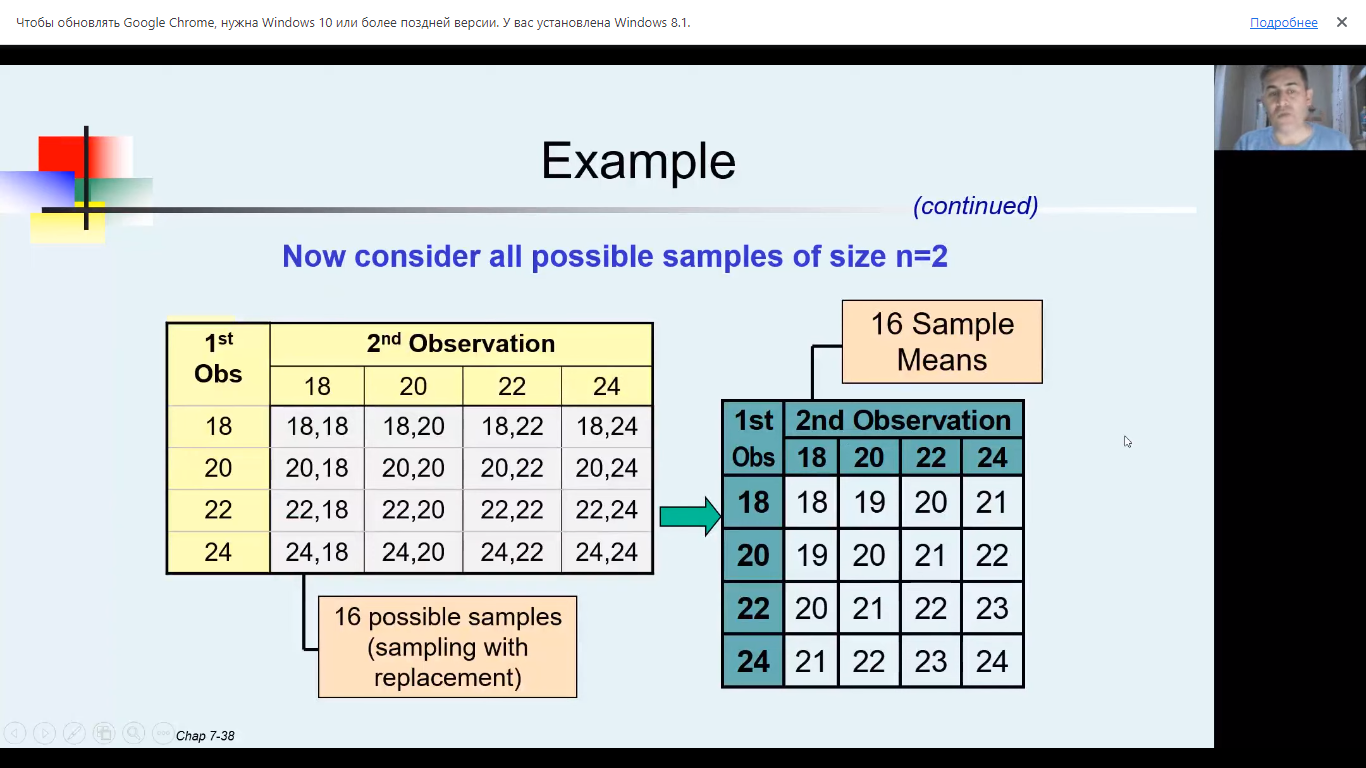 Чтобы обновлять Google Chrome, нужна Windows 10 или более поздней версии. У вас установлена Windows 8.1.
Подробнее
Example
(continued)
Now consider all possible samples of size n=2
1st Obs
2nd Observation
18 20 22 24
18 18,18 18,20 18,22 18,24
20 20,18 20,20 20,22 20,24
22 22,18 22,20 22,22 22,24
24 24,18 24,20 24,22 24,24
16 possible samples
(sampling with
replacement)
16 Sample
Means
1st 2nd Observation
Obs 18 20 22 24
18 18 19 20 21
20 19 20 21 22
22 20 21 22 23
24 21 22 23 24
Chap 7-38